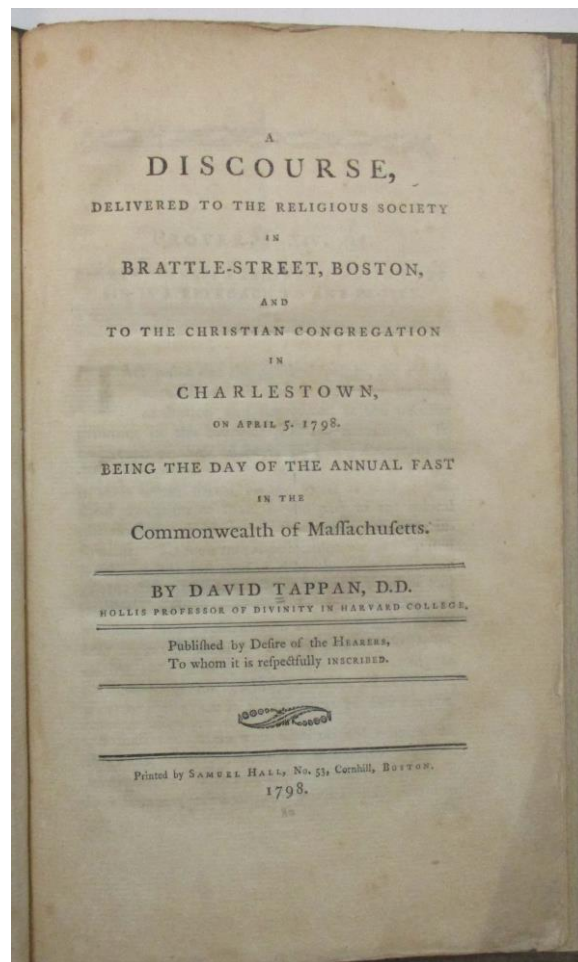 A
DISCOURSE,
DELIVERED TO THE RELIGIOUS SOCIETY
IN
BRATTLE-STREET, BOSTON,
AND
TO THE CHRISTIAN CONGREGATION
IN
CHARLESTOWN,
ON APRIL 5. 1798.
BEING THE DAY OF THE ANNUAL FAST
IN THE
Commonwealth of Maſſachuſetts.
BY DAVID TAPPAN, D.D.
HOLLIS PROFESSOR OF DIVINITY IN HARVARD COLLEGE.
Publiſhed by Deſire of the HEARERS,
To whom it is reſpectfully INSCRIBED.
Printed by SAMUEL HALL, No. 53, Cornhill, BOSTON.
1798.